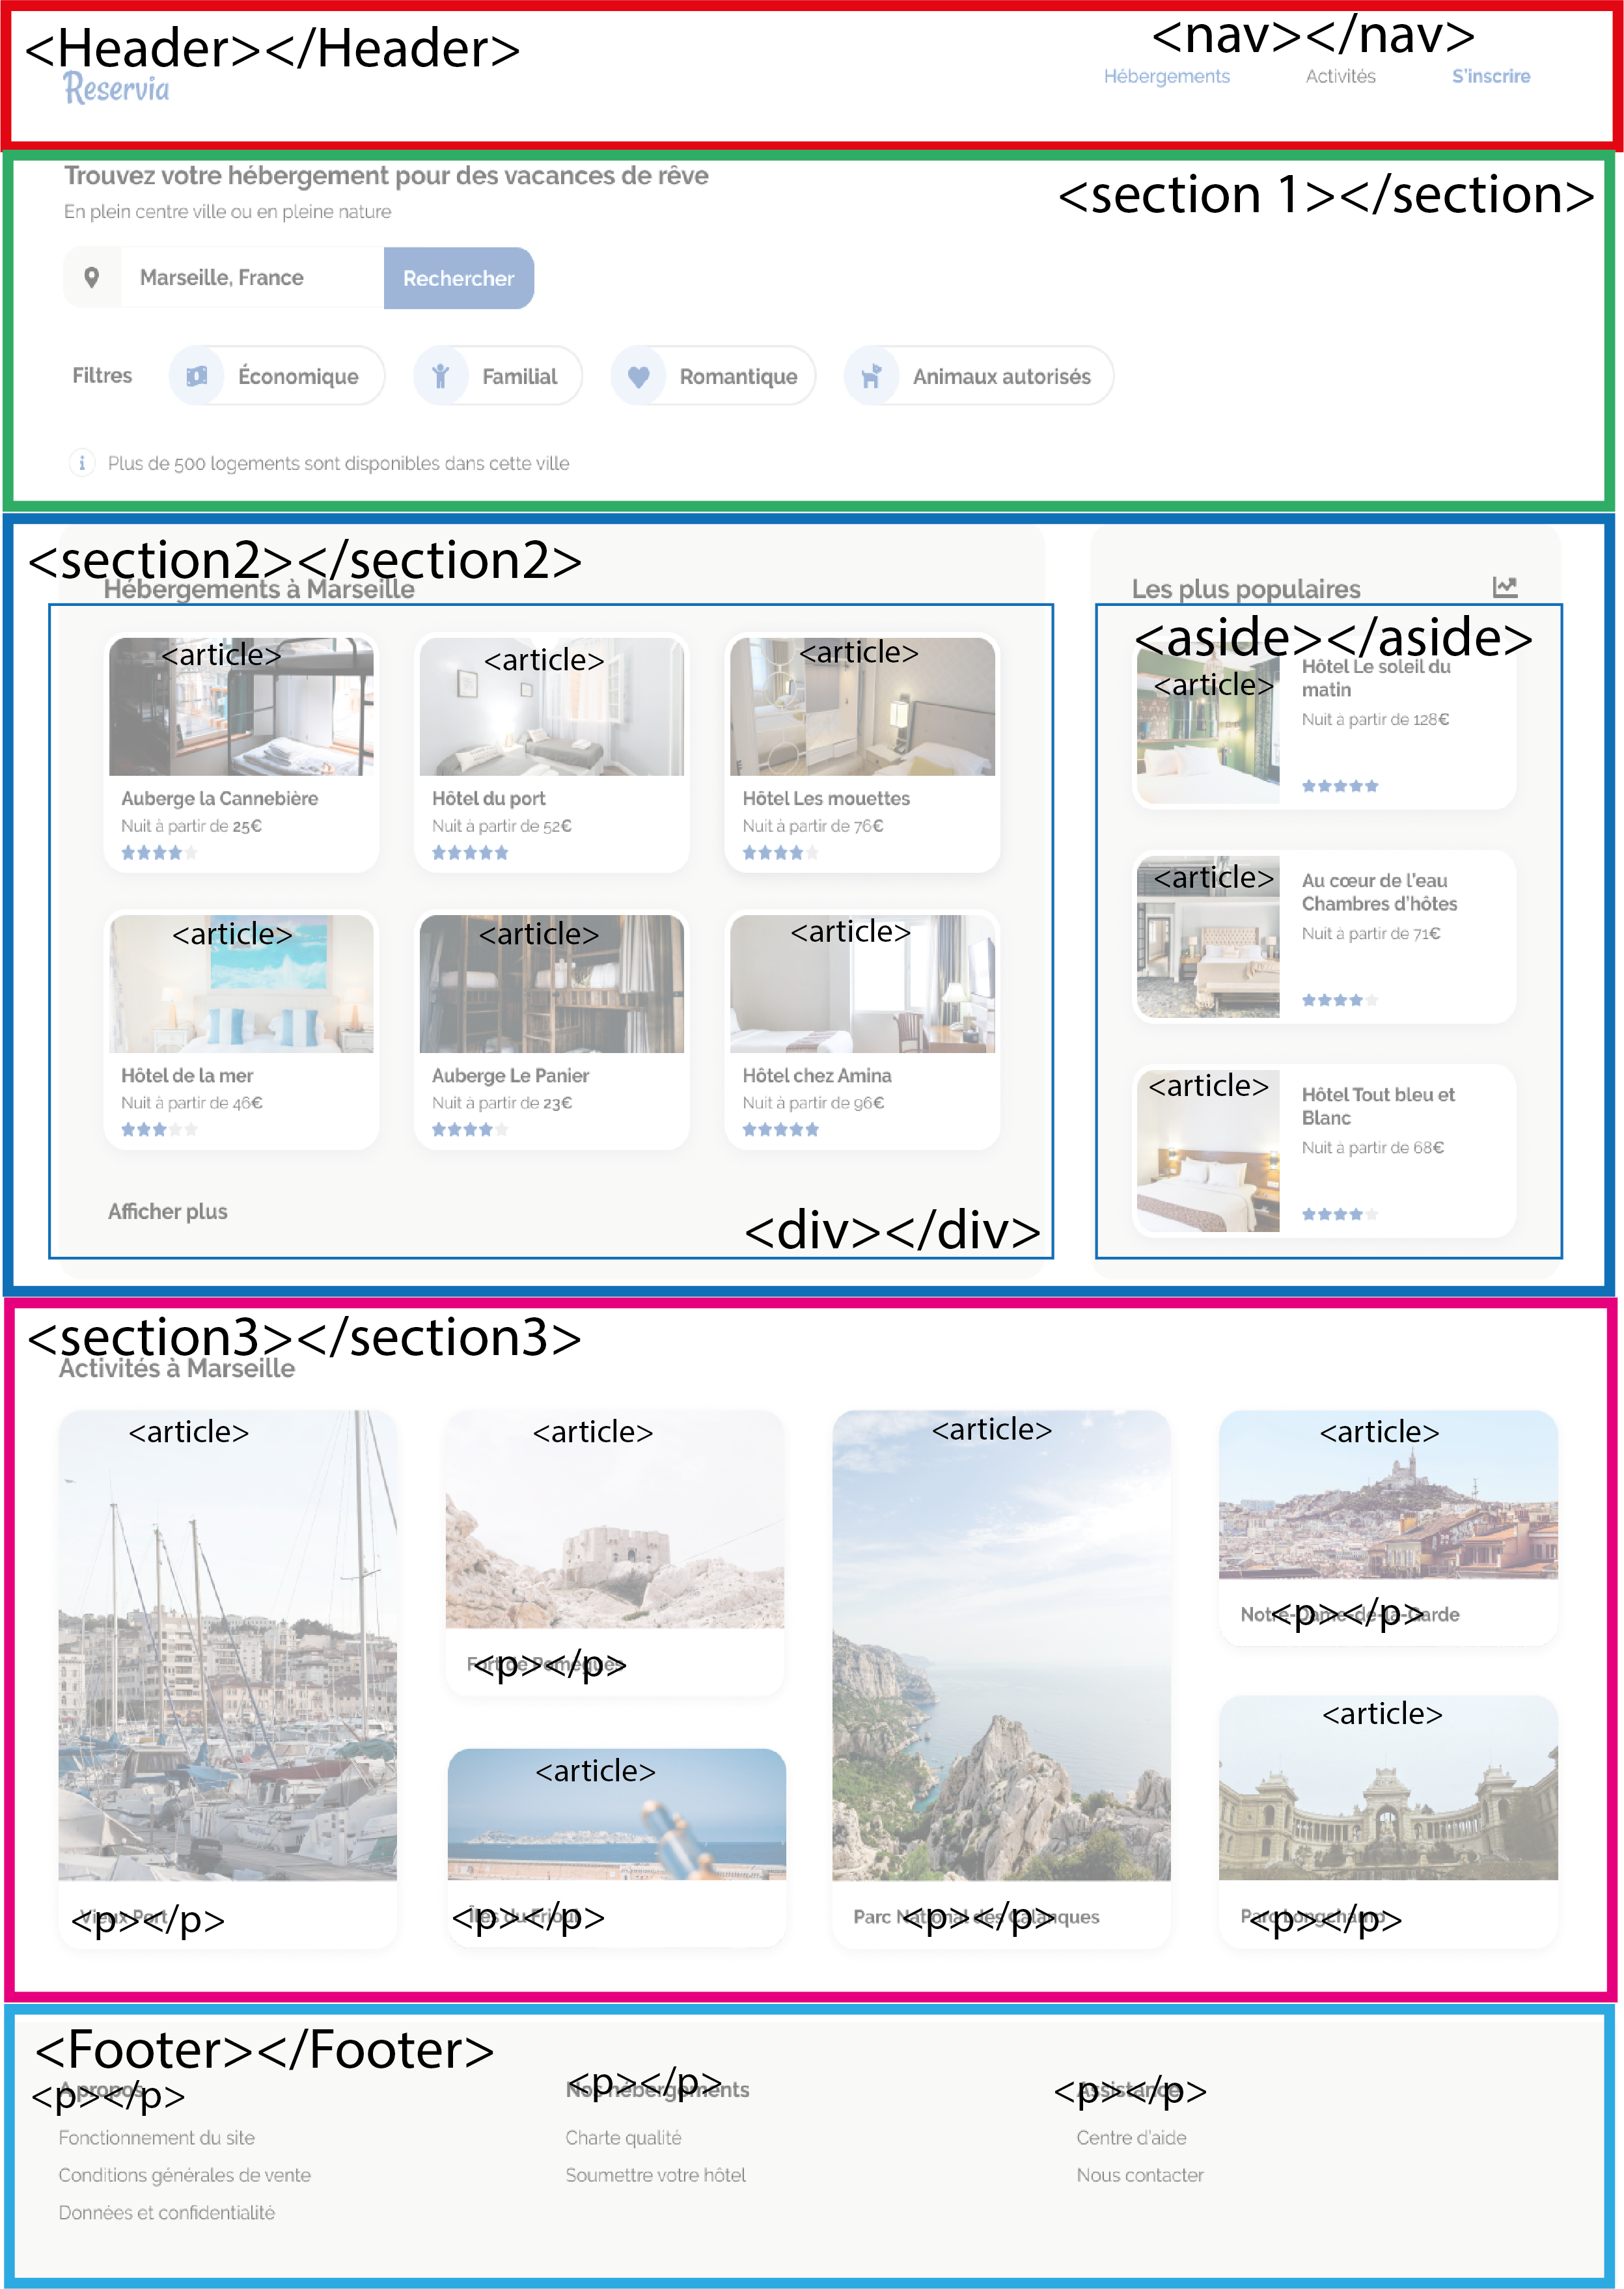 <Header></Header>
<nav></nav>
Reservia
Hébergements Activités S'inscrire
Trouvez votre hébergement pour des vacances de rêve
<section 1></section>
En plein centre ville ou en pleine nature
Marseille, France Rechercher
Filtres Économique Familial Romantique Animaux autorisés
i Plus de 500 logements sont disponibles dans cette ville
<section2></section2>
Hébergements à Marseille
<article> <article> <article>
Auberge la Cannebière
Nuit à partir de 25€
Hôtel du port
Nuit à partir de 52€
Hôtel Les mouettes
Nuit à partir de 76€
<article> <article> <article>
Hôtel de la mer
Nuit à partir de 46€
Auberge Le Panier
Nuit à partir de 23€
Hôtel chez Amina
Nuit à partir de 96€
Afficher plus
<div></div>
Les plus populaires
<aside></aside>
<article>
Hôtel Le soleil du
matin
Nuit à partir de 128€
<article>
Au cœur de l'eau
Chambres d'hôtes
Nuit à partir de 71€
<article>
Hôtel Tout bleu et
Blanc
Nuit à partir de 68€
<section3></section3>
Activités à Marseille
<article> <article> <article> <article>
Notre-Dame-de-la-Garde
<p></p>
Fort de Pomègues
<p></p>
<article>
<article>
Vieux Port
<p></p>
Îles du Frioul
<p></p>
Parc National des Calanques
<p></p>
Parc Longchamp
<p></p>
<Footer></Footer>
A propos
<p></p>
Fonctionnement du site
Conditions générales de vente
Données et confidentialité
Nos hébergements
<p></p>
Charte qualité
Soumettre votre hôtel
Assistance
<p></p>
Centre d'aide
Nous contacter